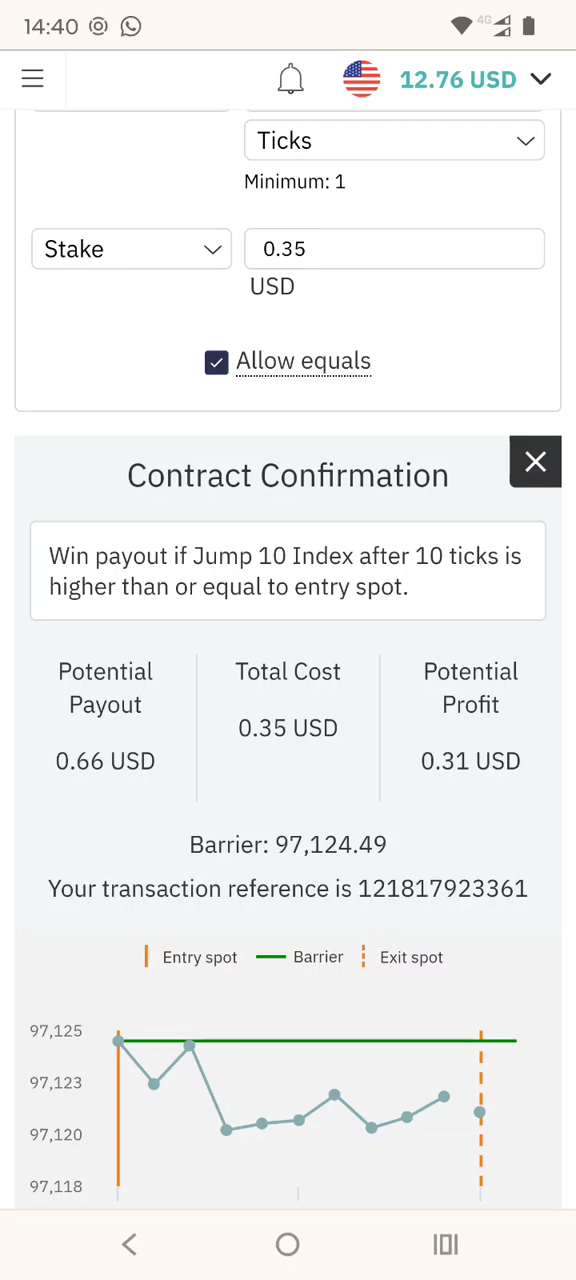 14:40
4G
12.76 USD
Ticks
Minimum: 1
Stake
0.35
USD
Allow equals
Contract Confirmation
Win payout if Jump 10 Index after 10 ticks is
higher than or equal to entry spot.
Potential
Payout
0.66 USD
Total Cost
0.35 USD
Potential
Profit
0.31 USD
Barrier: 97,124.49
Your transaction reference is 121817923361
Entry spot
Barrier
Exit spot
97,125
97,123
97,120
97,118